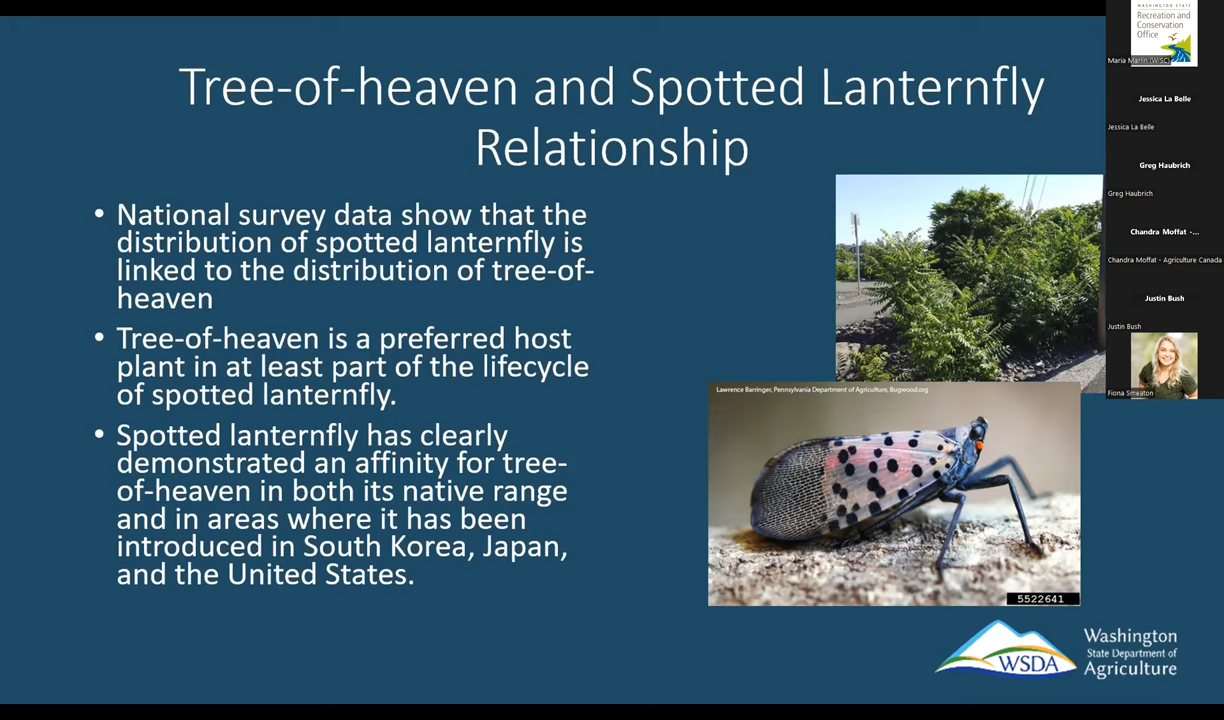 Tree-of-heaven and Spotted Lanternfly
Relationship
• National survey data show that the
distribution of spotted lanternfly is
linked to the distribution of tree-of-
heaven
• Tree-of-heaven is a preferred host
plant in at least part of the lifecycle
of spotted lanternfly.
• Spotted lanternfly has clearly
demonstrated an affinity for tree-
of-heaven in both its native range
and in areas where it has been
introduced in South Korea, Japan,
and the United States.
Lawrence Barringer, Pennsylvania Department of Agriculture, Bugwood.org
5522641
WSDA
Washington
State Department of
Agriculture
WASHINGTON STATE
Recreation and
Conservation
Office
Maria Marlin (WISC)
Jessica La Belle
Jessica La Belle
Greg Haubrich
Greg Haubrich
Chandra Moffat -...
Chandra Moffat - Agriculture Canada
Justin Bush
Justin Bush
Fiona Smeaton